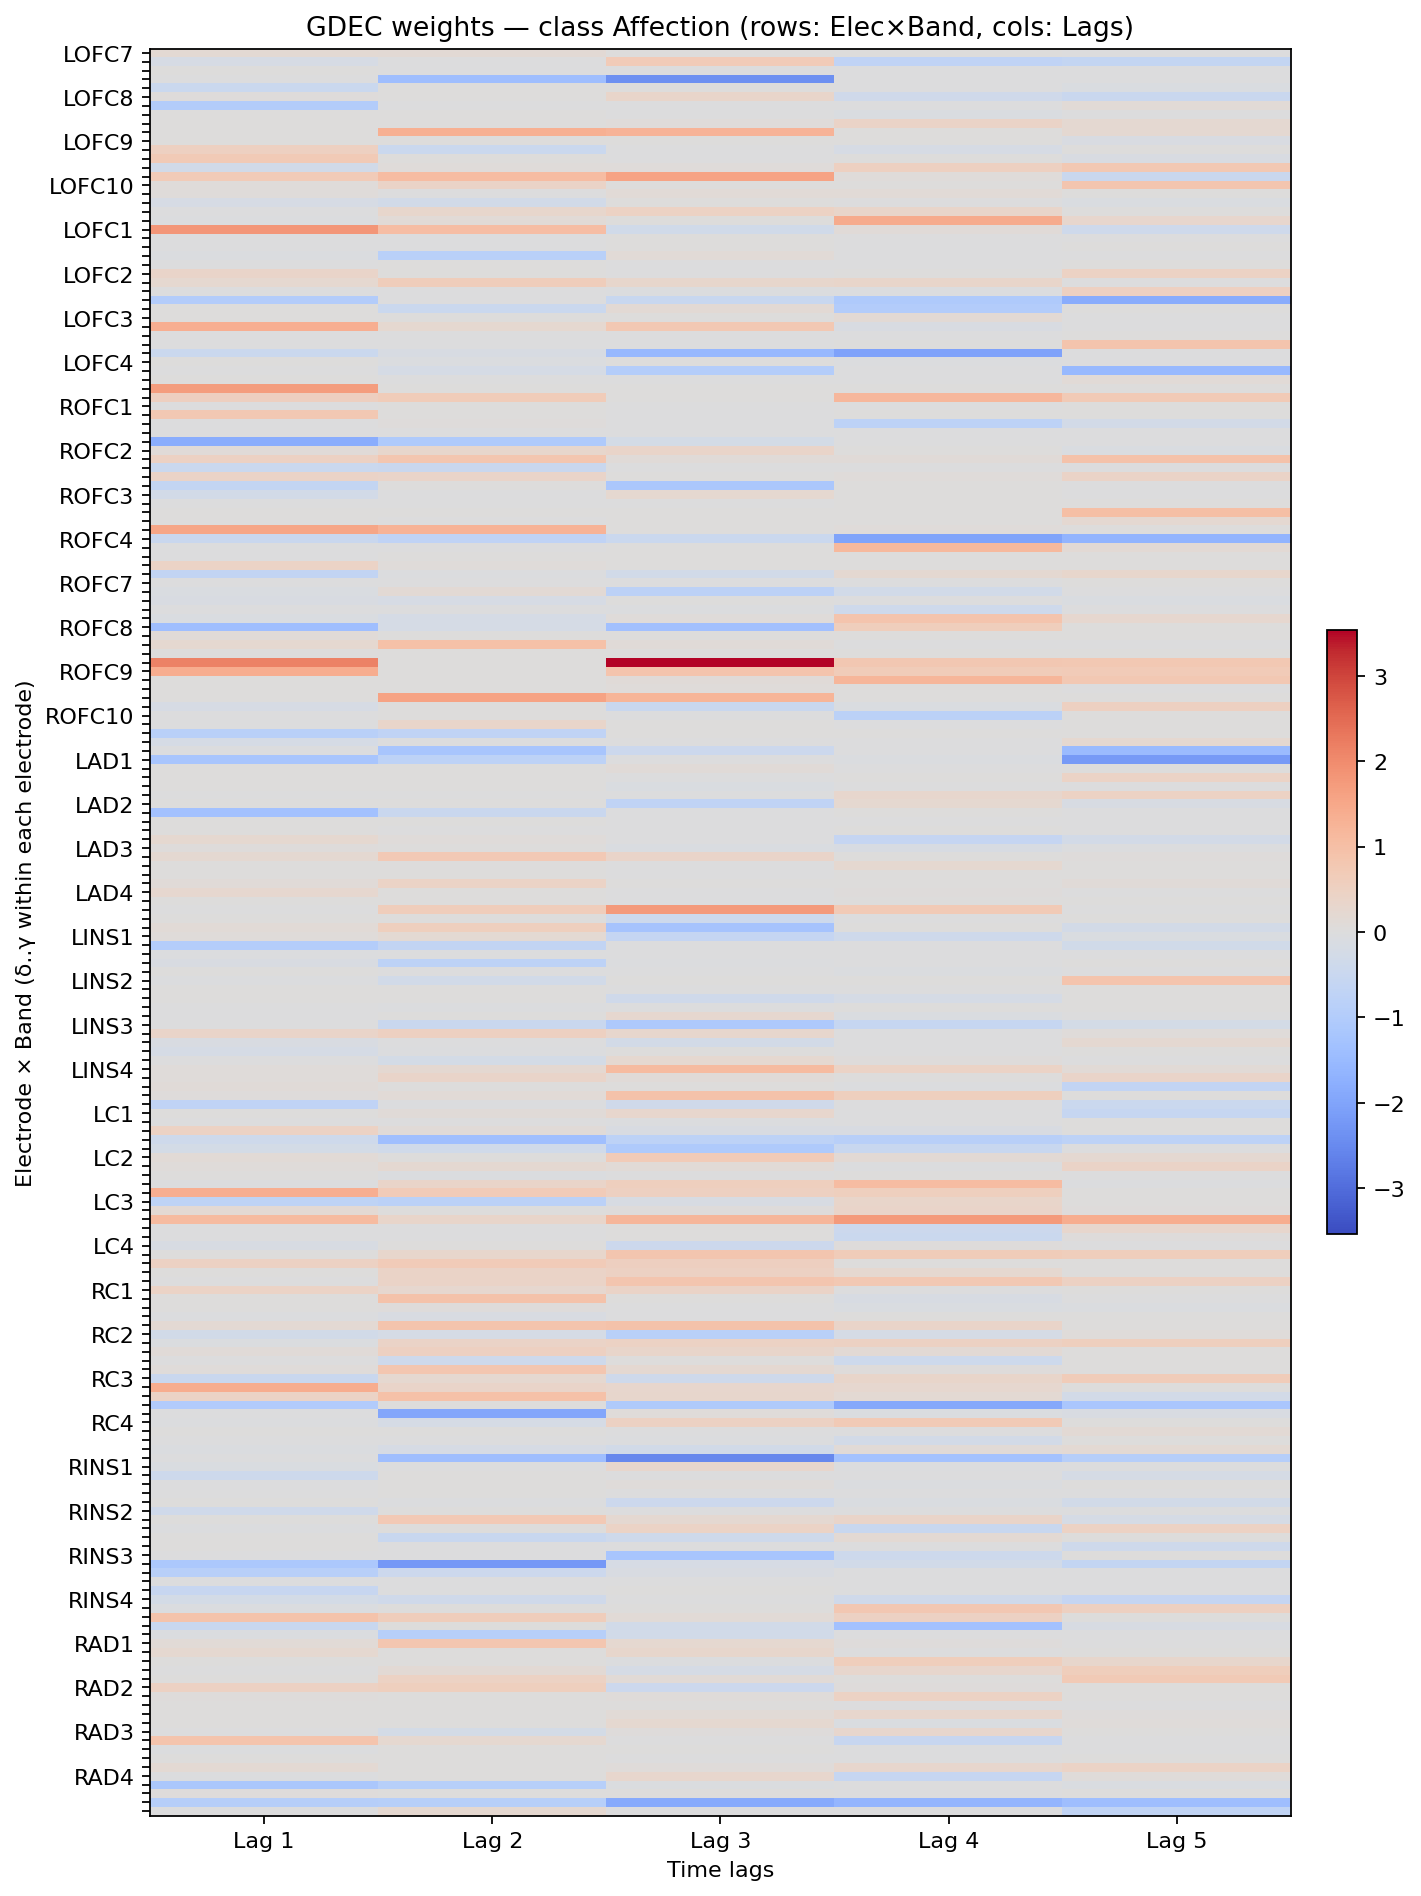 GDEC weights — class Affection (rows: Elec×Band, cols: Lags)
LOFC7
LOFC8
LOFC9
LOFC10
LOFC1
LOFC2
LOFC3
LOFC4
ROFC1
ROFC2
ROFC3
ROFC4
ROFC7
ROFC8
ROFC9
ROFC10
LAD1
LAD2
LAD3
LAD4
LINS1
LINS2
LINS3
LINS4
LC1
LC2
LC3
LC4
RC1
RC2
RC3
RC4
RINS1
RINS2
RINS3
RINS4
RAD1
RAD2
RAD3
RAD4
Electrode × Band (δ..γ within each electrode)
Lag 1 Lag 2 Lag 3 Lag 4 Lag 5
Time lags
3
2
1
0
−1
−2
−3